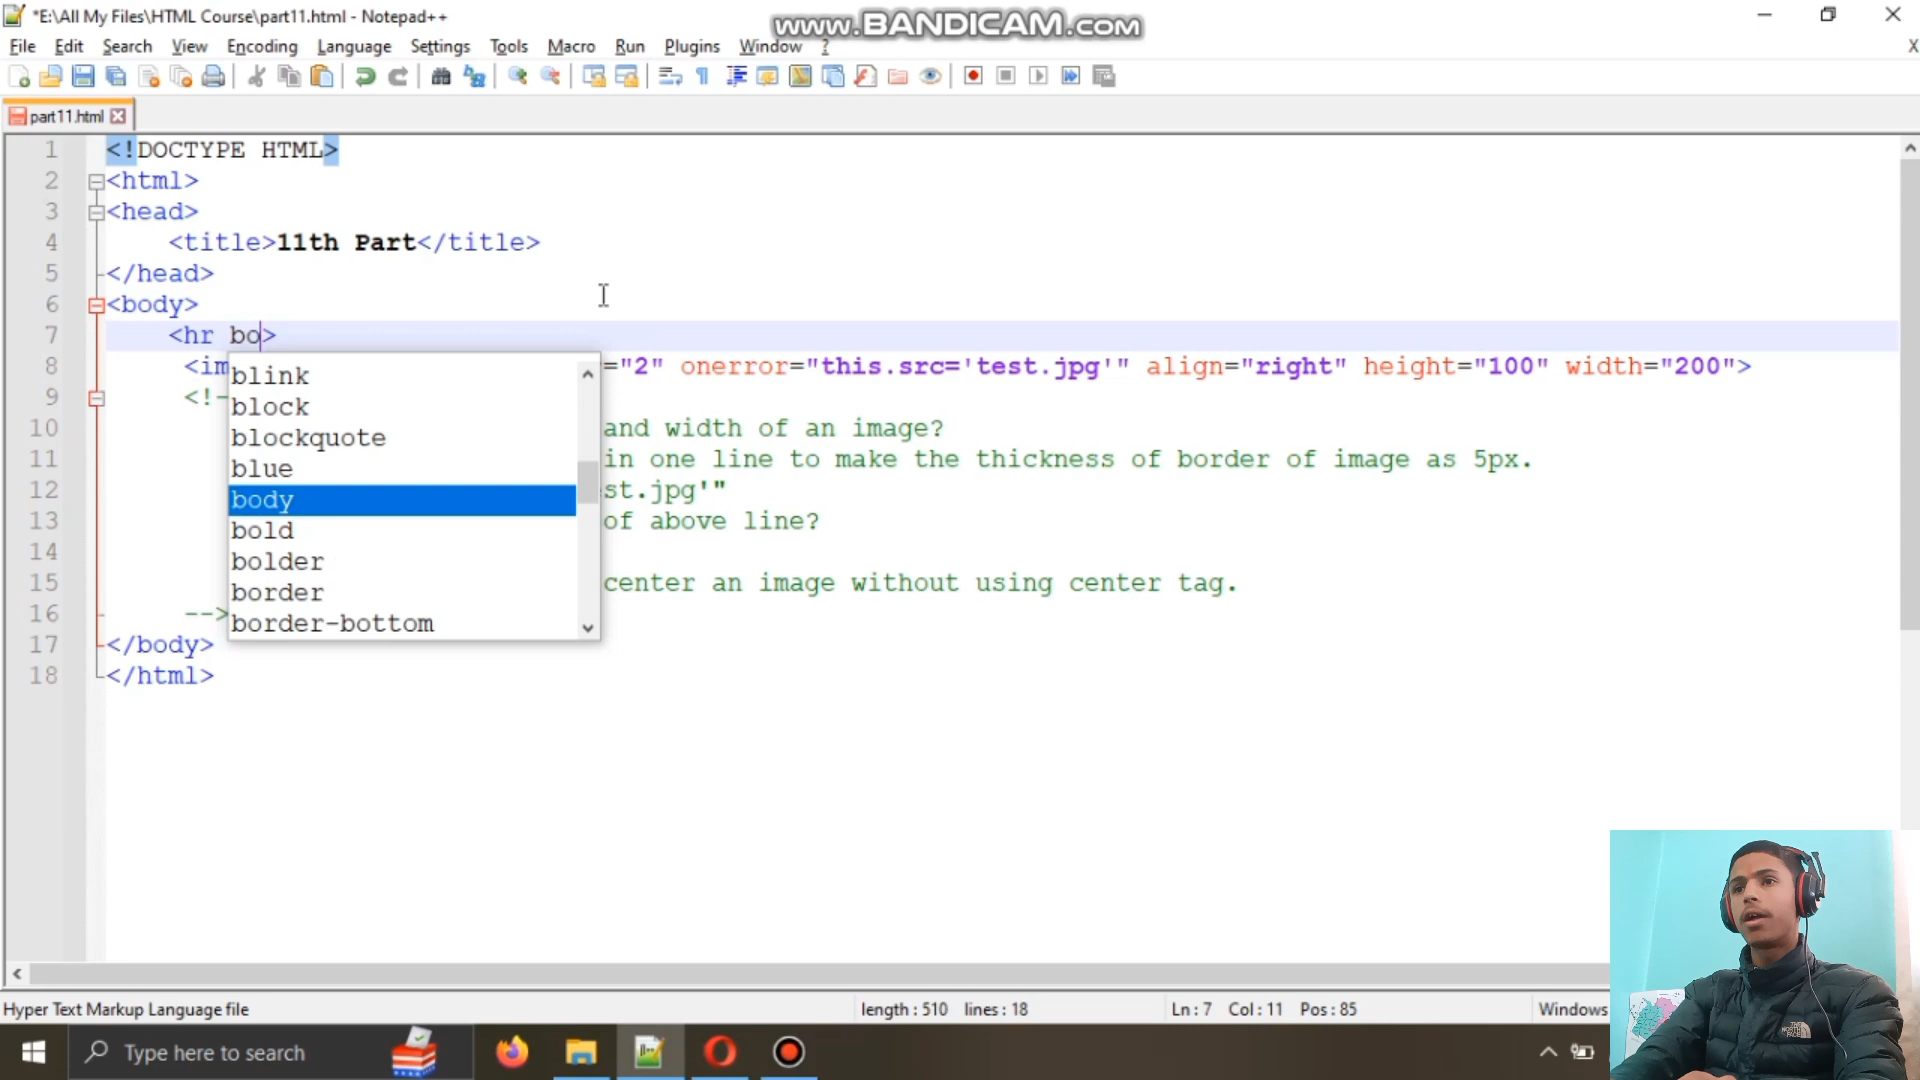 *E:\All My Files\HTML Course\part11.html - Notepad++
www.BANDICAM.com
File Edit Search View Encoding Language Settings Tools Macro Run Plugins Window ? X
part11.html
1 <!DOCTYPE HTML>
2 <html>
3 <head>
4 <title>11th Part</title>
5 </head>
6 <body>
7 <hr bo>
8 <im ="2" onerror="this.src='test.jpg'" align="right" height="100" width="200">
9 <!-
10 and width of an image?
11 in one line to make the thickness of border of image as 5px.
12 st.jpg'"
13 of above line?
14
15 center an image without using center tag.
16 -->
17 </body>
18 </html>
blink
block
blockquote
blue
body
bold
bolder
border
border-bottom
Hyper Text Markup Language file length : 510 lines : 18 Ln : 7 Col : 11 Pos : 85 Windows
Type here to search